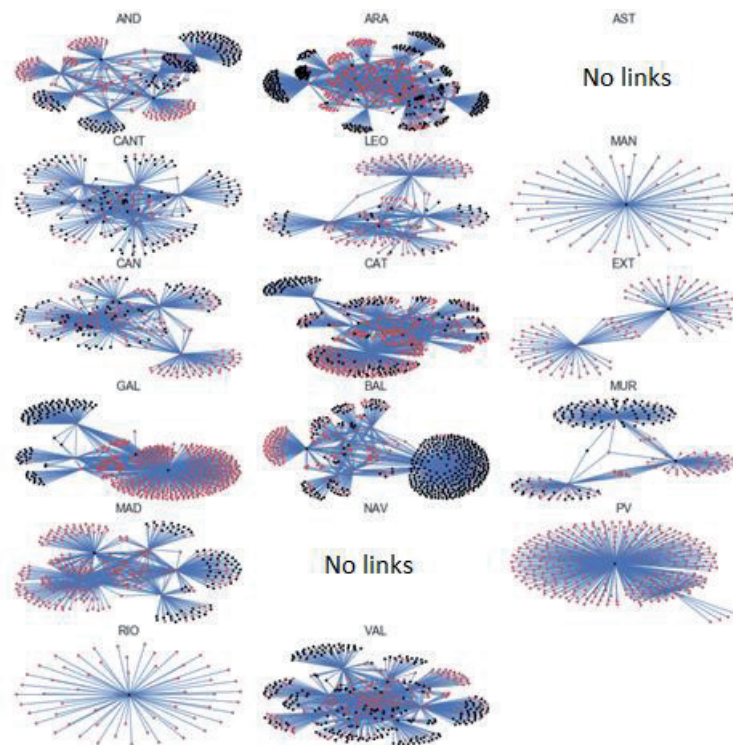 AND
ARA
AST
No links
CANT
LEO
MAN
CAN
CAT
EXT
GAL
BAL
MUR
MAD
NAV
PV
No links
RIO
VAL